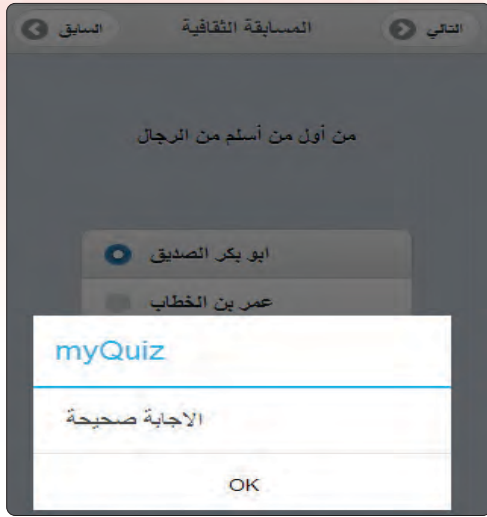 التالي
المسابقة الثقافية
السابق
من أول من أسلم من الرجال
ابو بكر الصديق
عمر بن الخطاب
myQuiz
الاجابة صحيحة
OK